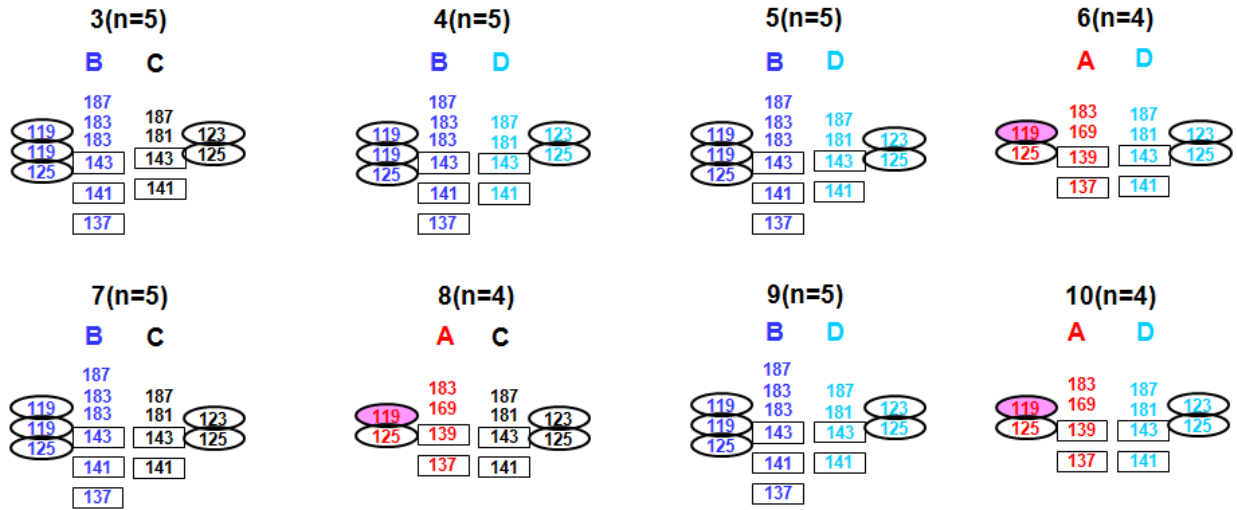 3(n=5) 4(n=5) 5(n=5) 6(n=4)
B C B D B D A D
187 187 187 183 187
183 187 183 187 183 187 169 181
183 181 183 181 183 181 139 143
143 143 143 143 143 143 137 141
141 141 141 141 141 141
137 137 137
119 119 125 123 125
119 119 125 123 125
119 119 125 123 125
119 125 123 125
7(n=5) 8(n=4) 9(n=5) 10(n=4)
B C A C B D A D
187 183 187 187 183 187
183 187 169 181 183 187 169 181
183 181 139 143 183 181 139 143
143 143 137 141 143 143 137 141
141 141 141 141
137 137
119 119 125 123 125
119 125 123 125
119 119 125 123 125
119 125 123 125